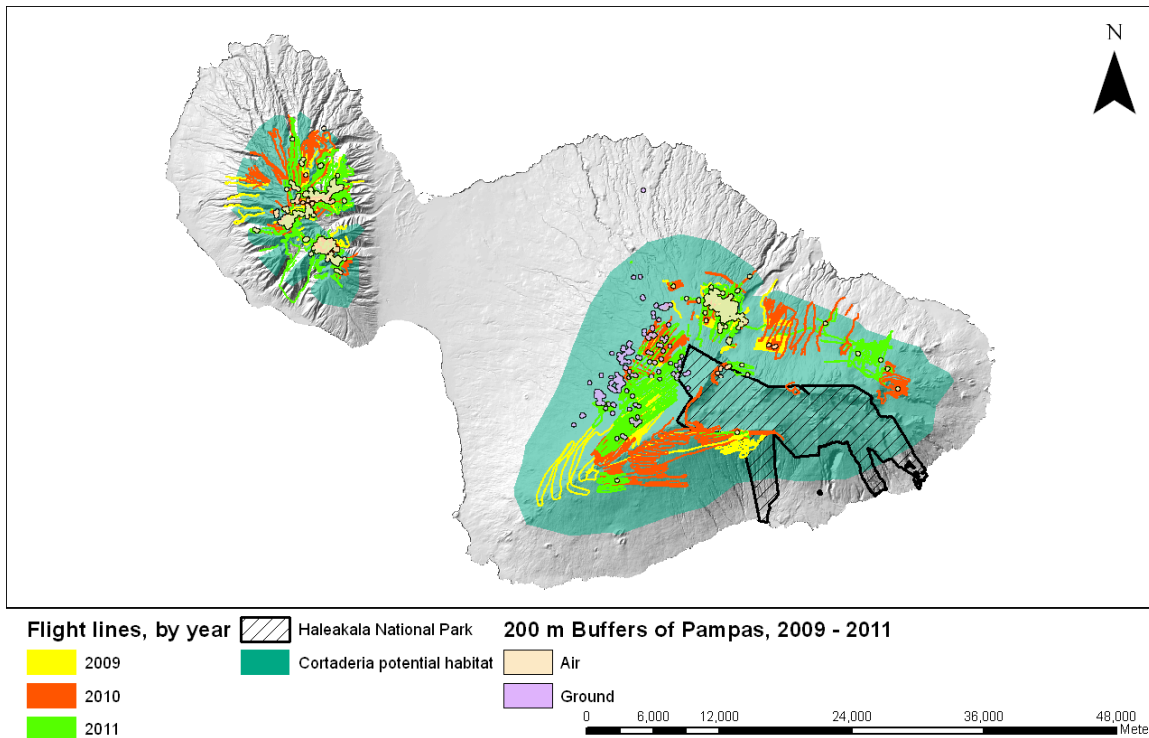 N
Flight lines, by year
2009
2010
2011
Haleakala National Park
Cortaderia potential habitat
200 m Buffers of Pampas, 2009 - 2011
Air
Ground
0 6,000 12,000 24,000 36,000 48,000
Mete